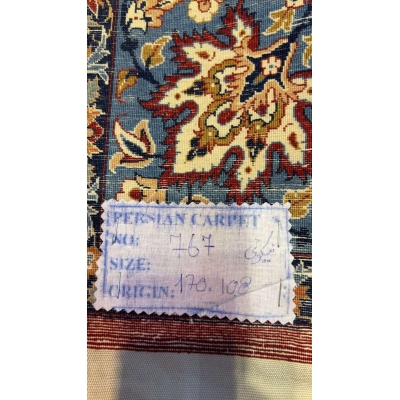 PERSIAN CARPET
NO: 767
SIZE:
ORIGIN: 170.108